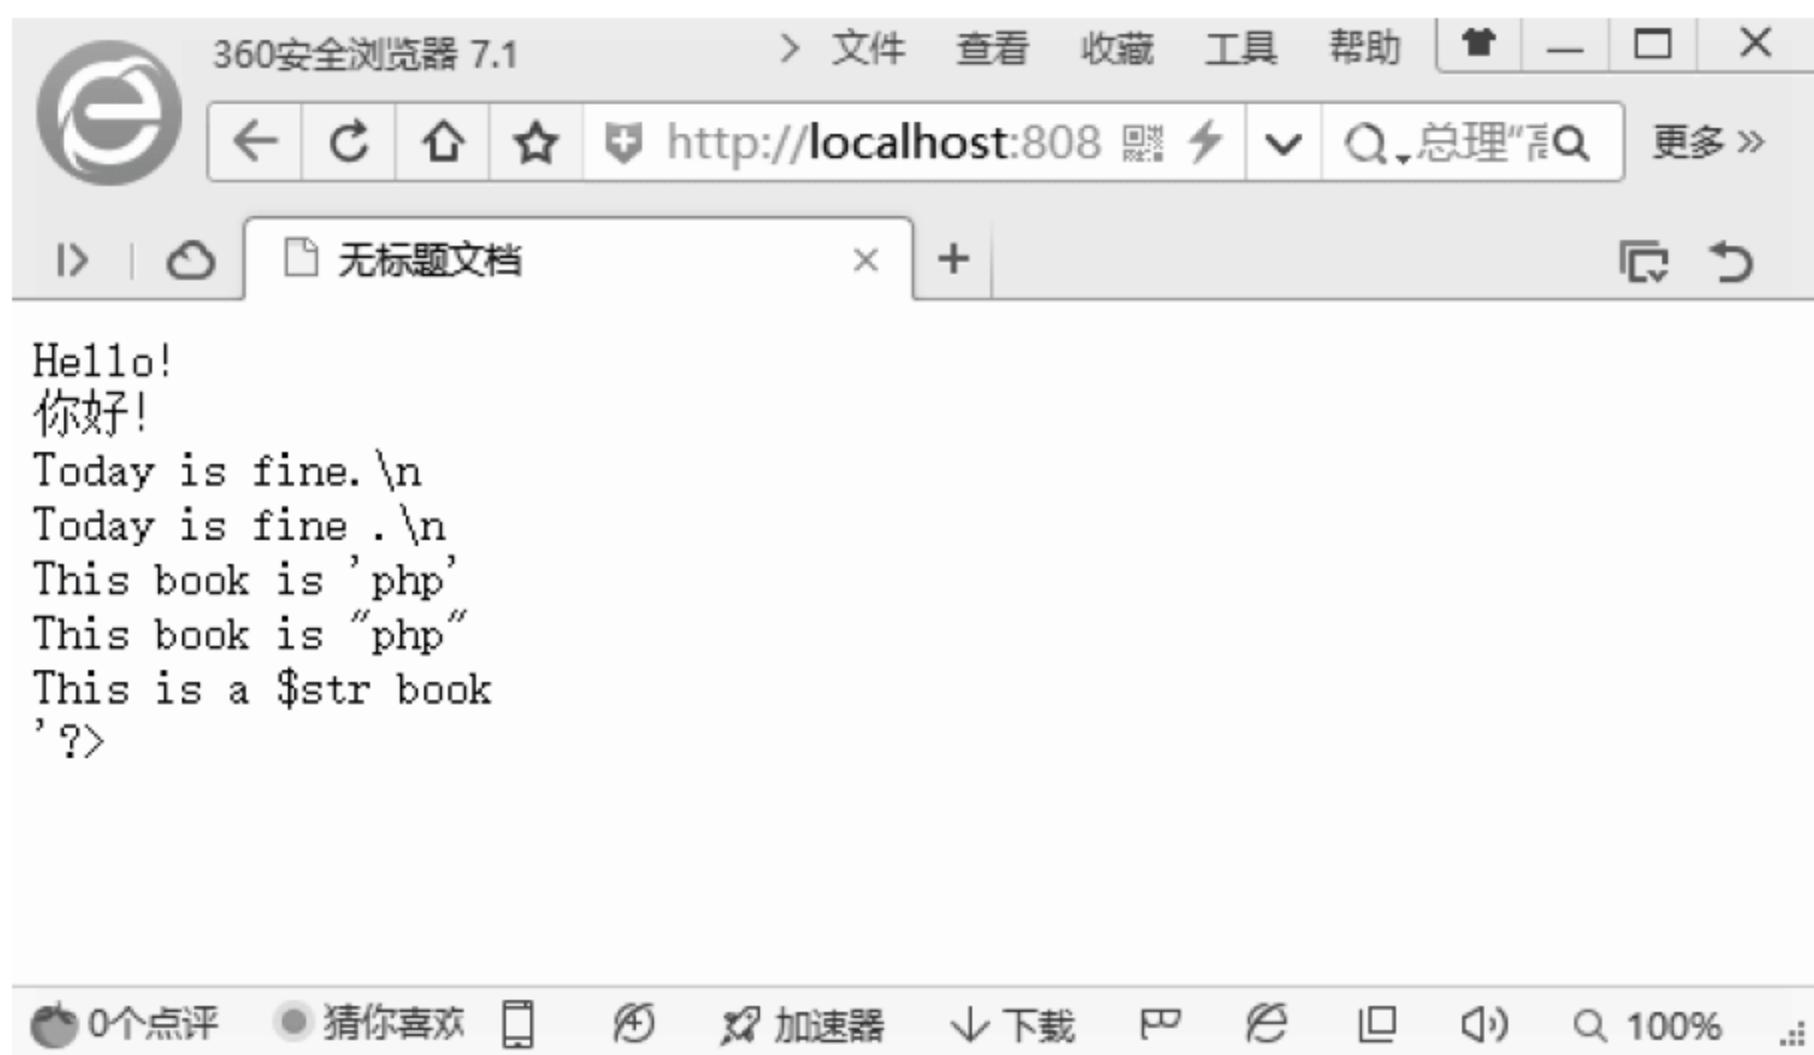 360安全浏览器 7.1 > 文件 查看 收藏 工具 帮助
http://localhost:808 总理“高 更多 »
无标题文档
Hello!
你好!
Today is fine.\n
Today is fine .\n
This book is 'php'
This book is "php"
This is a $str book
'?>
0个点评 猜你喜欢 加速器 下载 100%